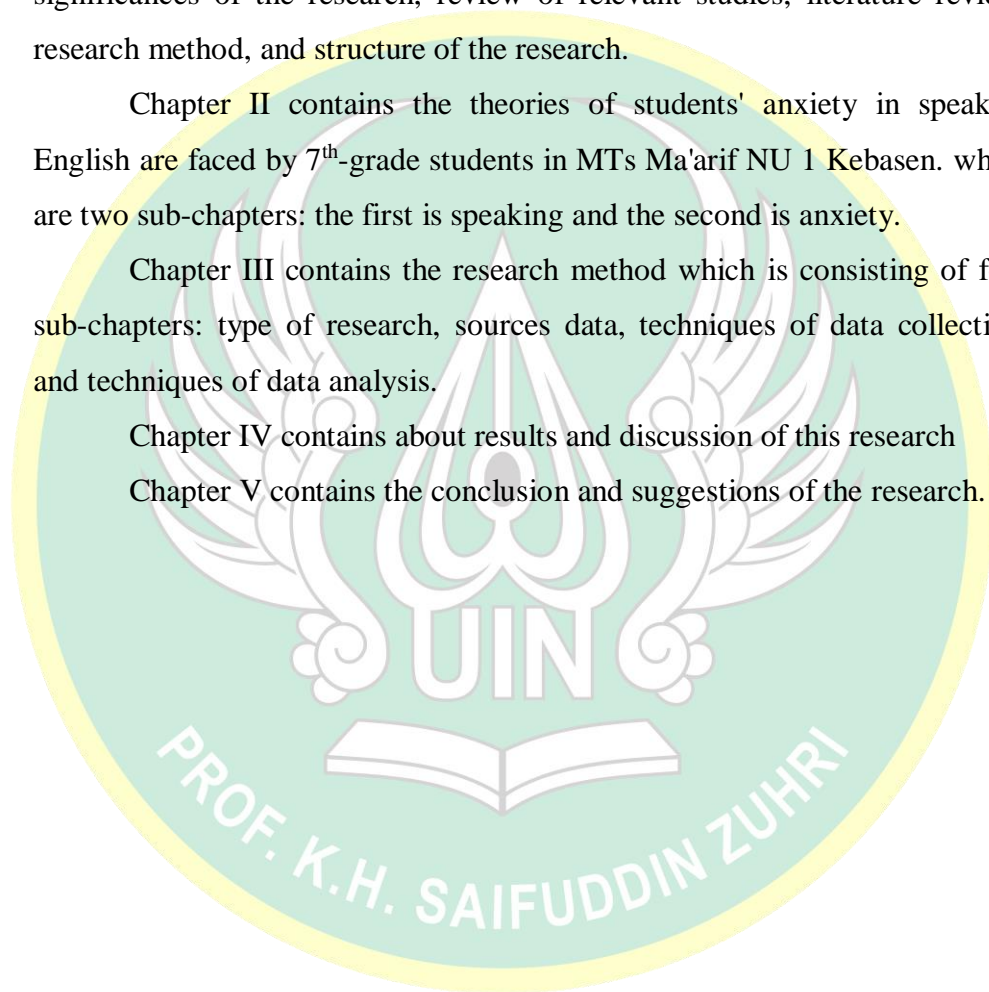 significances of the research, review of relevant studies, literature revie
research method, and structure of the research.
Chapter II contains the theories of students' anxiety in speak
English are faced by 7th-grade students in MTs Ma'arif NU 1 Kebasen. wh
are two sub-chapters: the first is speaking and the second is anxiety.
Chapter III contains the research method which is consisting of f
sub-chapters: type of research, sources data, techniques of data collecti
and techniques of data analysis.
Chapter IV contains about results and discussion of this research
Chapter V contains the conclusion and suggestions of the research.
UIN
PROF. K.H. SAIFUDDIN ZUHRI